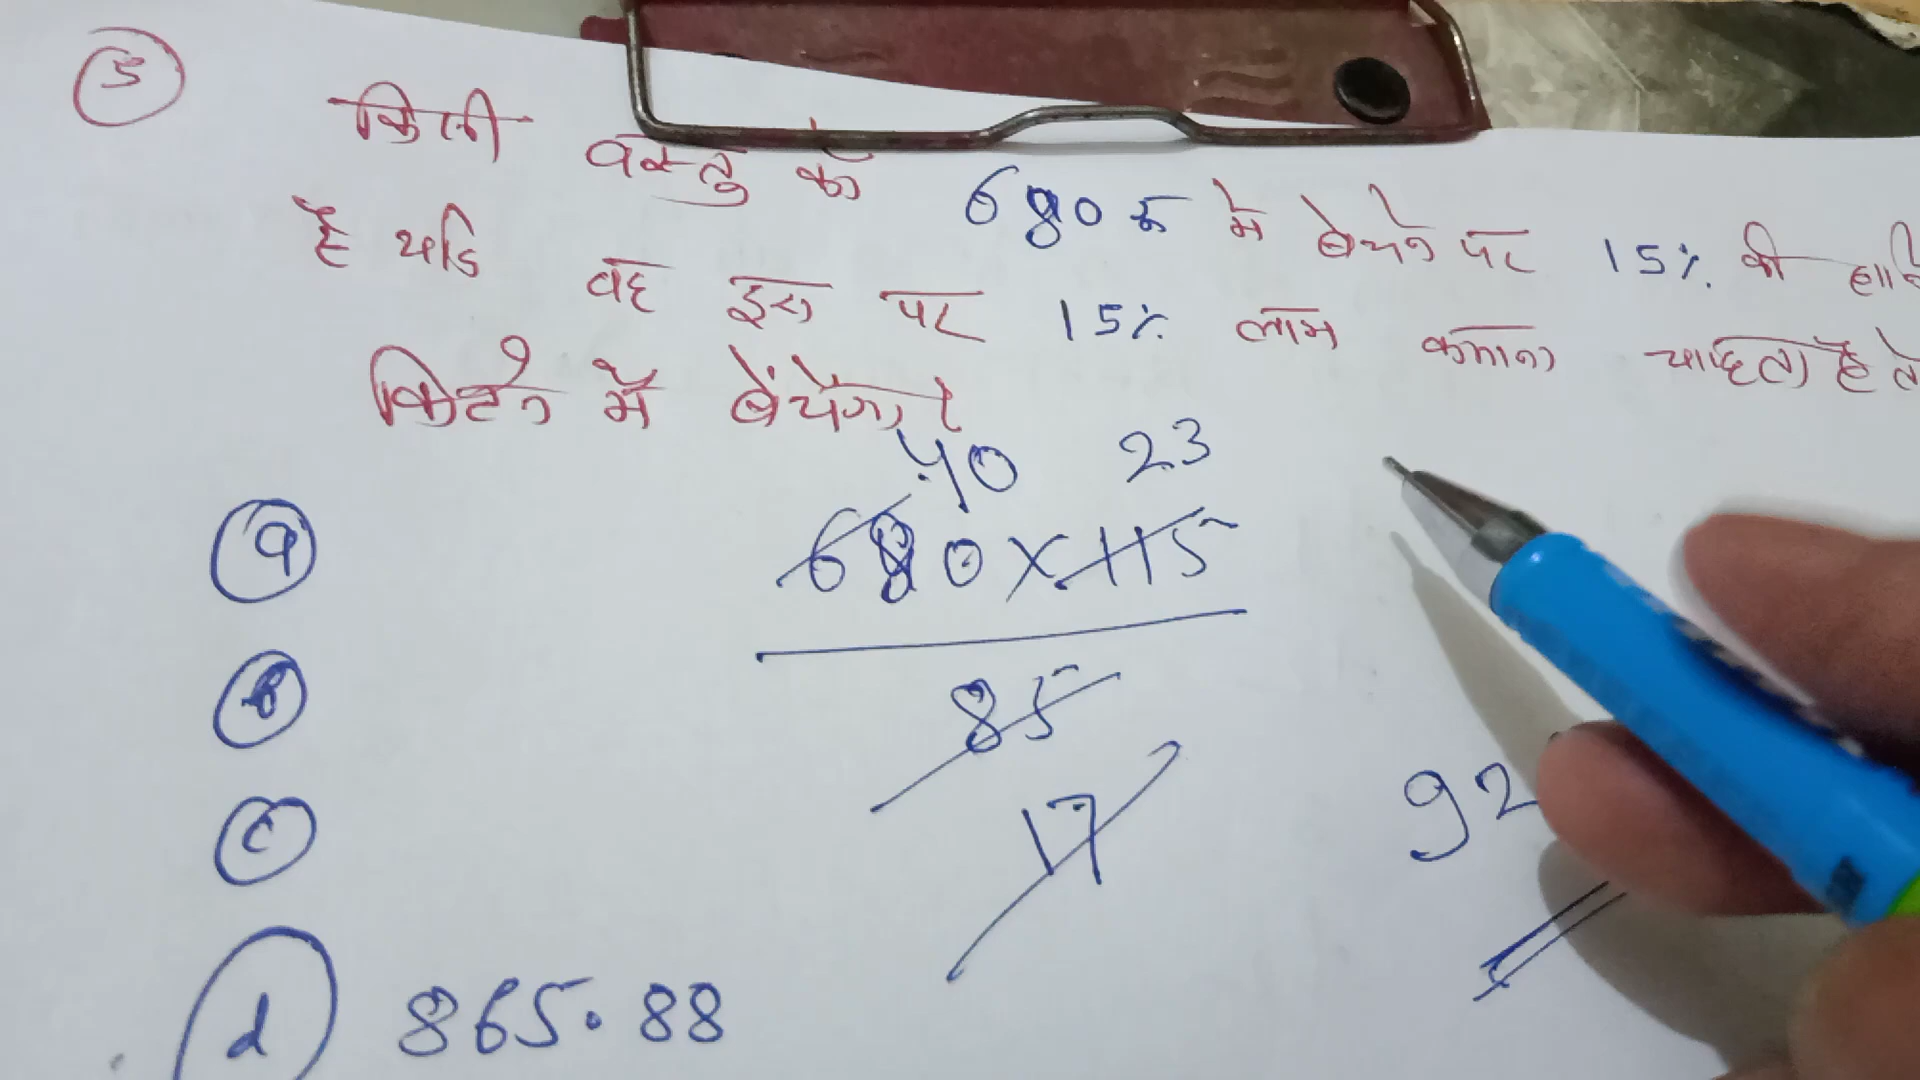 5
किसी वस्तु को 680 रु में बेचने पर 15% की हानि
है यदि वह इस पर 15% लाभ कमाना चाहता है तो
कितने में बेंचेगा।
40 23
a
680 x 115
85
b
17
c
92
d 865.88